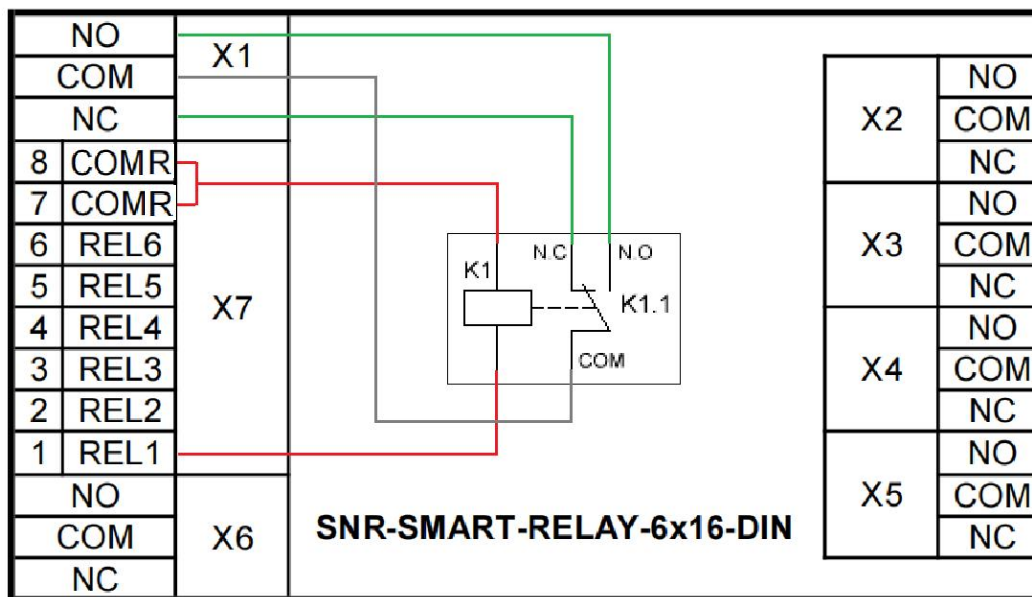 NO
COM
NC
X1
8 COMR
7 COMR
6 REL6
5 REL5
4 REL4
3 REL3
2 REL2
1 REL1
X7
NO
COM
NC
X6
N.C N.O
K1
K1.1
COM
SNR-SMART-RELAY-6x16-DIN
X2
NO
COM
NC
X3
NO
COM
NC
X4
NO
COM
NC
X5
NO
COM
NC